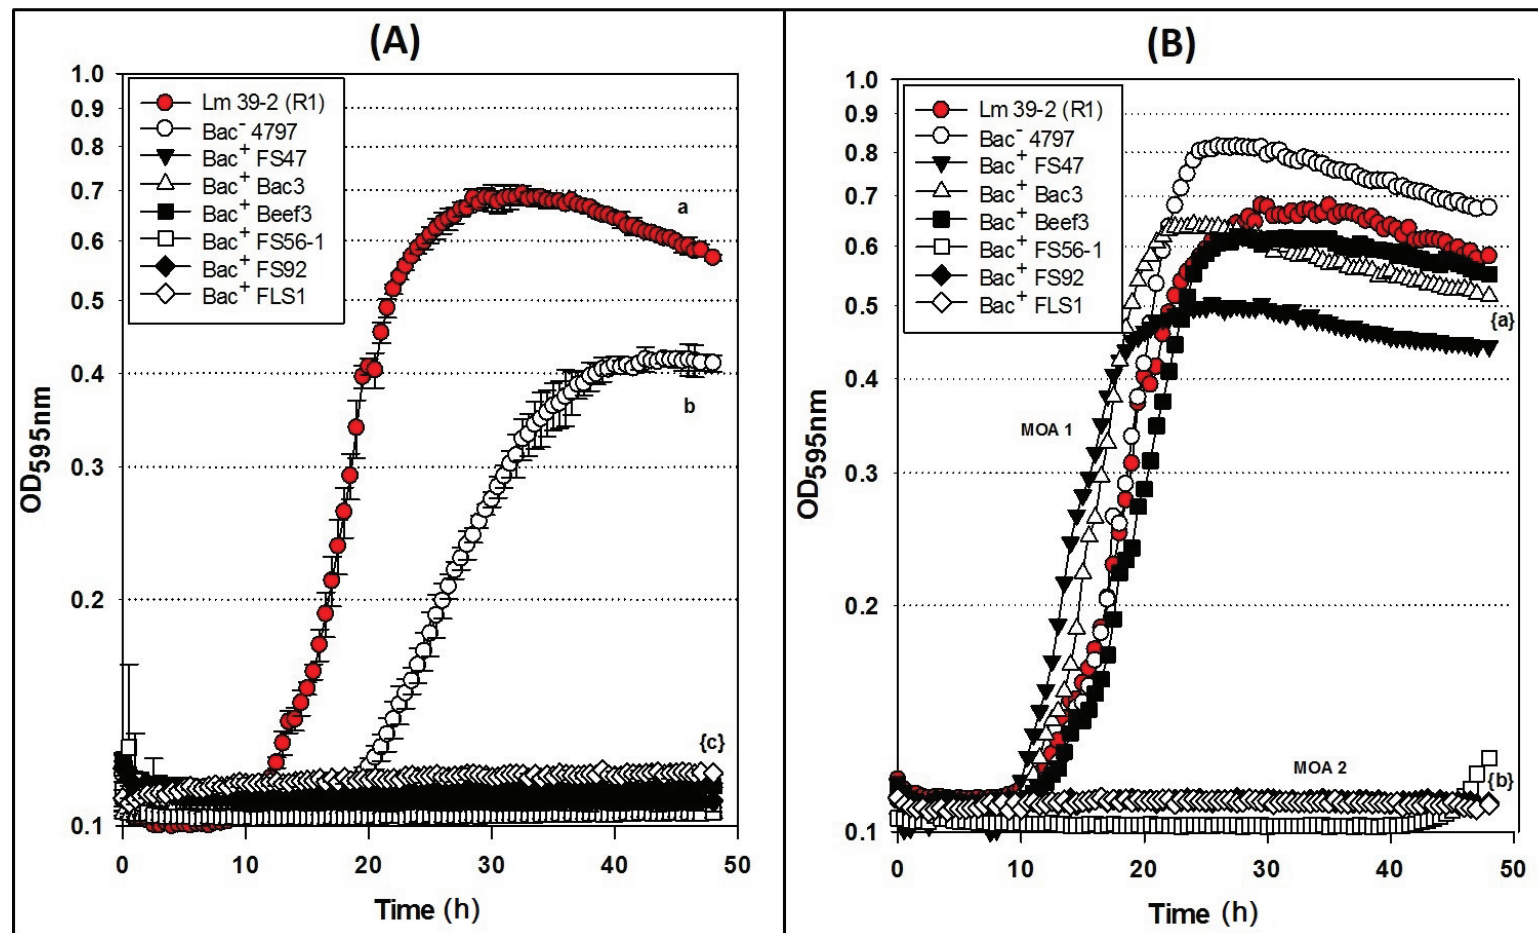 (A)
1.0
0.9
0.8
0.7
0.6
0.5
0.4
0.3
0.2
0.1
OD595nm
Lm 39-2 (R1)
Bac- 4797
Bac+ FS47
Bac+ Bac3
Bac+ Beef3
Bac+ FS56-1
Bac+ FS92
Bac+ FLS1
a
b
{c}
0 10 20 30 40 50
Time (h)
(B)
1.0
0.9
0.8
0.7
0.6
0.5
0.4
0.3
0.2
0.1
OD595nm
Lm 39-2 (R1)
Bac- 4797
Bac+ FS47
Bac+ Bac3
Bac+ Beef3
Bac+ FS56-1
Bac+ FS92
Bac+ FLS1
{a}
MOA 1
MOA 2
{b}
0 10 20 30 40 50
Time (h)